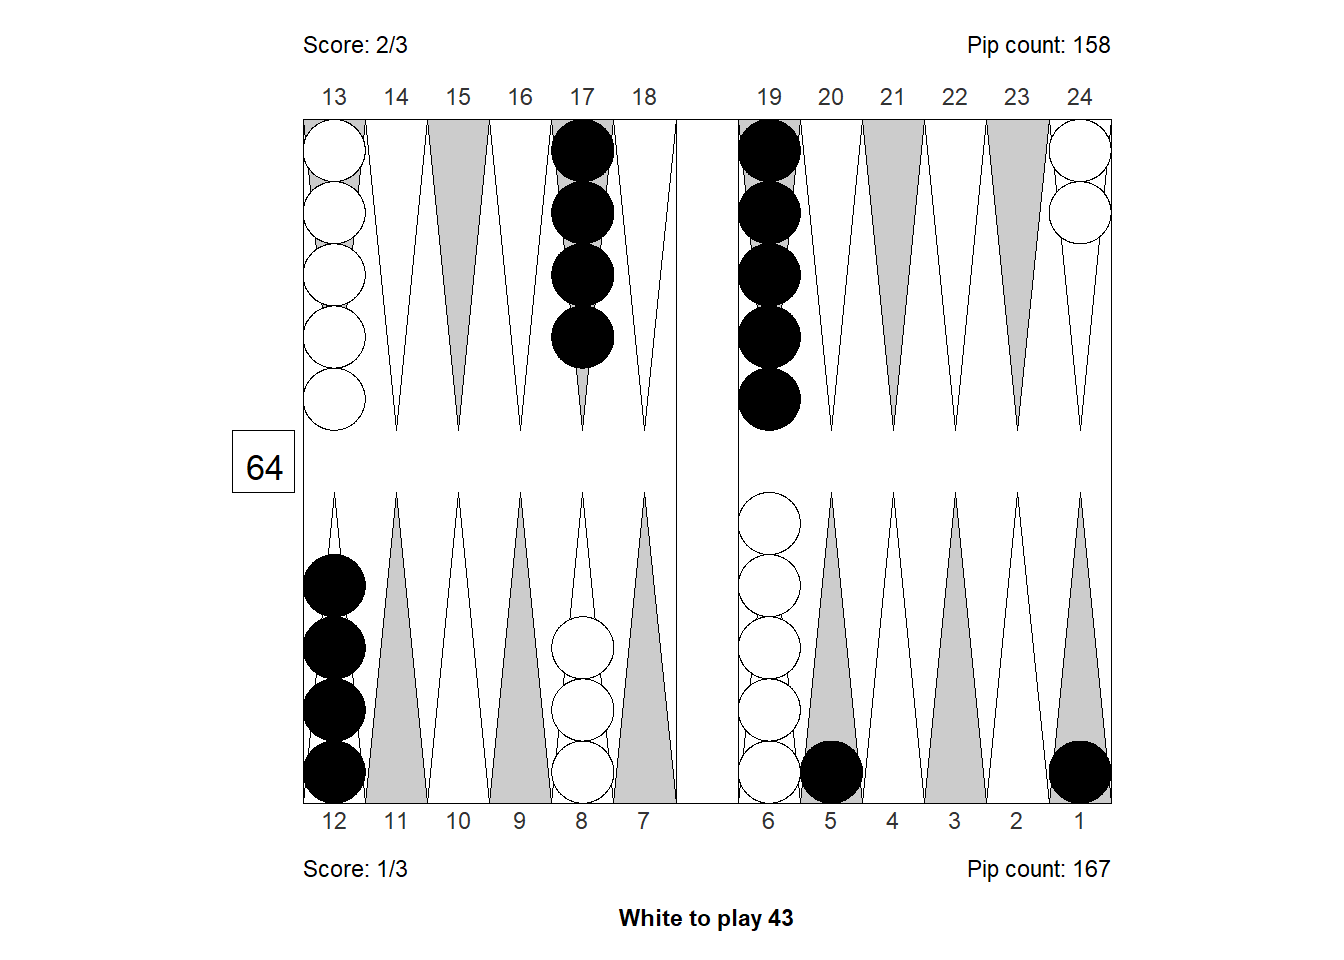 Score: 2/3 Pip count: 158
13 14 15 16 17 18 19 20 21 22 23 24
64
12 11 10 9 8 7 6 5 4 3 2 1
Score: 1/3 Pip count: 167
White to play 43